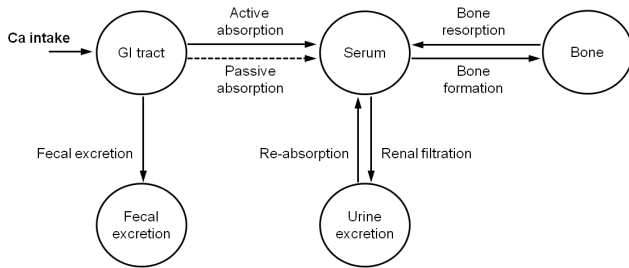 Ca intake
GI tract
Active
absorption
Passive
absorption
Serum
Bone
resorption
Bone
formation
Bone
Fecal excretion
Re-absorption
Renal filtration
Fecal
excretion
Urine
excretion